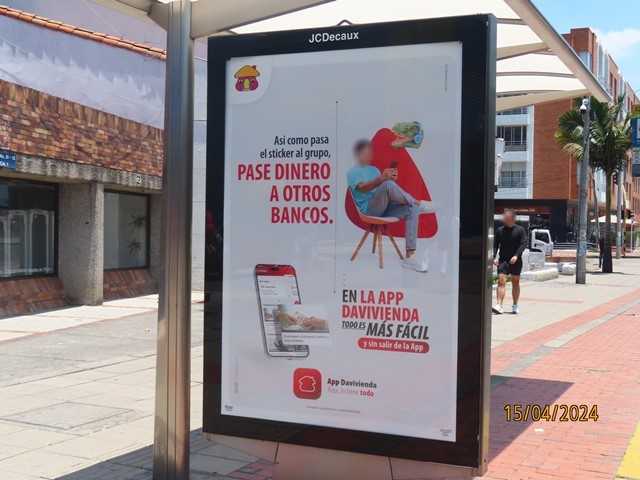 JCDecaux
Así como pasa
el sticker al grupo,
PASE DINERO
A OTROS
BANCOS.
EN LA APP
DAVIVIENDA
TODO ES MÁS FÁCIL
y sin salir de la App
App Davivienda
Aquí, lo tiene todo
15/04/2024